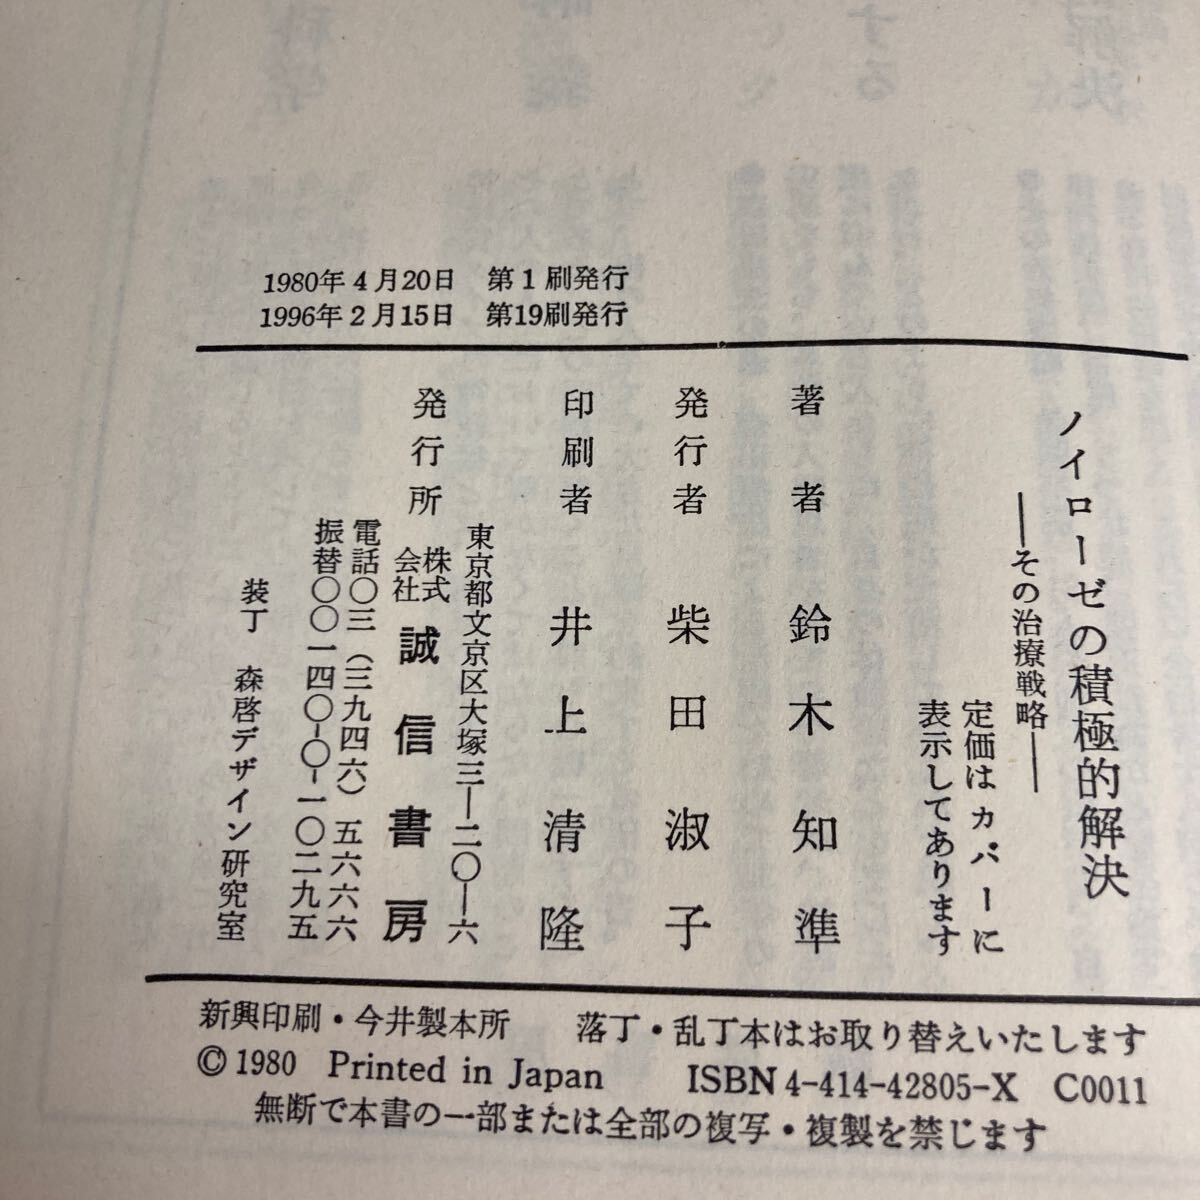 1980年4月20日　第1刷発行
1996年2月15日　第19刷発行
ノイローゼの積極的解決
――その治療戦略――
定価はカバーに
表示してあります
著者　鈴木知準
発行者　柴田淑子
印刷者　井上清隆
東京都文京区大塚三―二〇―六
発行所　株式会社　誠信書房
電話〇三（三九四六）五六六六
振替〇〇一四〇-〇-一〇二九五
装丁　森啓デザイン研究室
新興印刷・今井製本所　落丁・乱丁本はお取り替えいたします
©1980　Printed in Japan　ISBN4-414-42805-X　C0011
無断で本書の一部または全部の複写・複製を禁じます